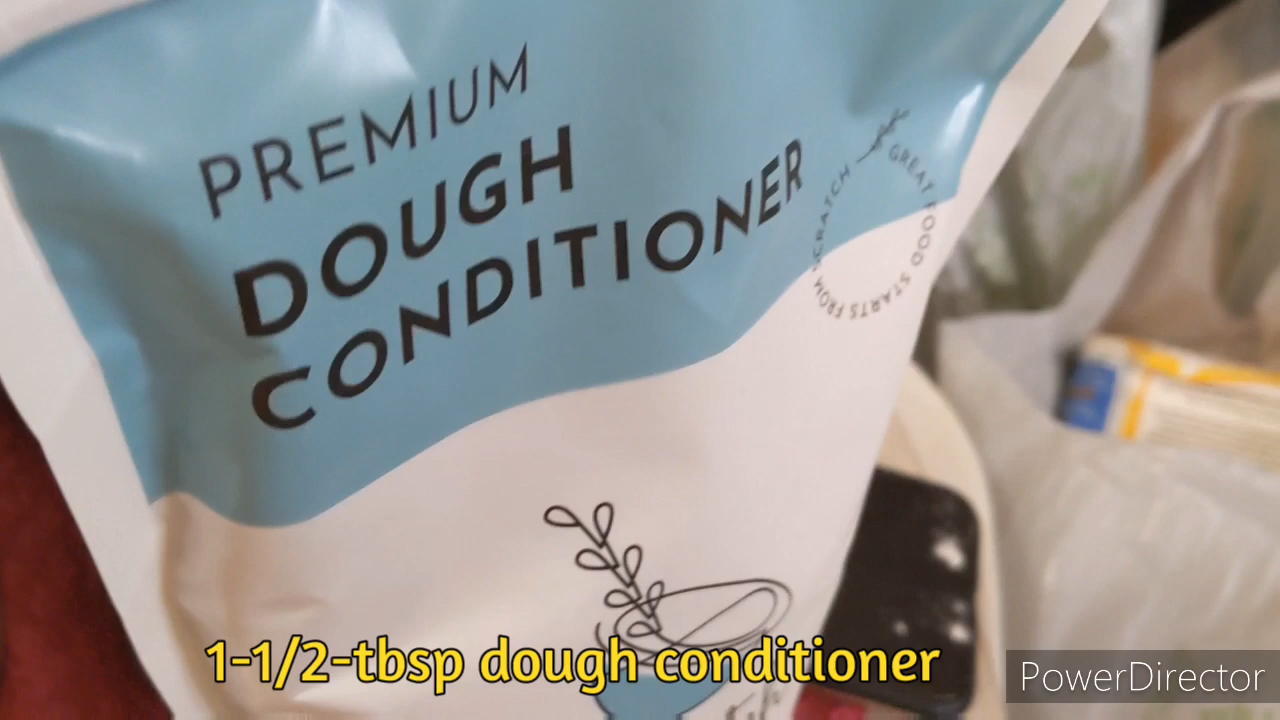 PREMIUM
DOUGH
CONDITIONER
GREAT FOOD STARTS FROM SCRATCH
1-1/2-tbsp dough conditioner
PowerDirector